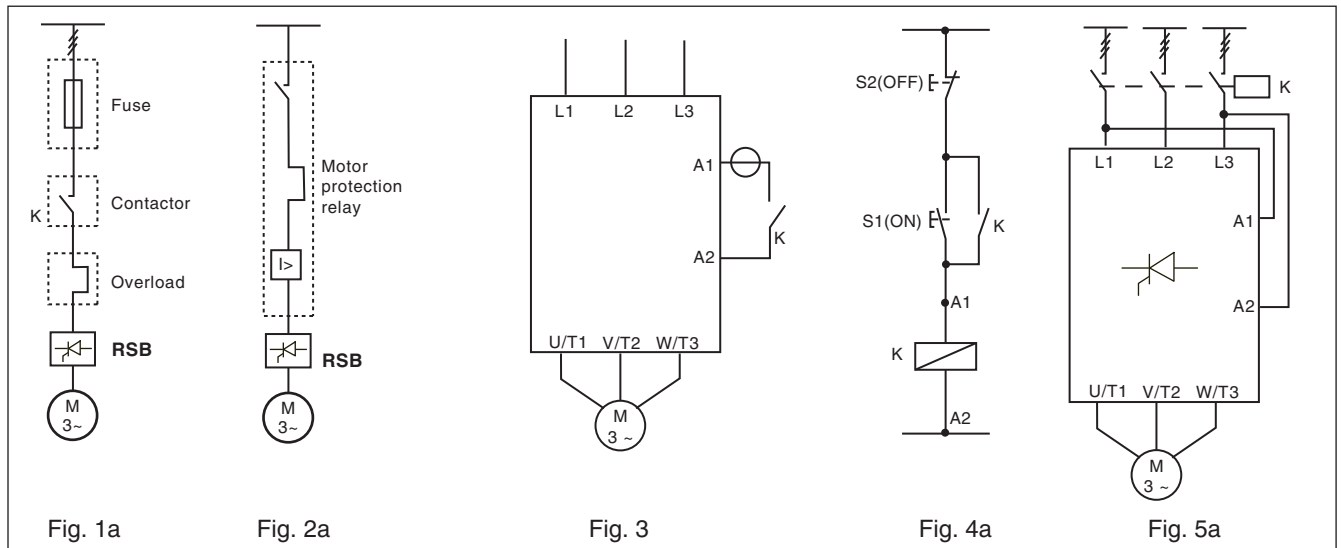 Fuse
K
Contactor
Overload
RSB
M
3~
Fig. 1a
Motor
protection
relay
I>
RSB
M
3~
Fig. 2a
L1 L2 L3
A1
K
A2
U/T1 V/T2 W/T3
M
3 ~
Fig. 3
S2(OFF)
S1(ON)
K
A1
K
A2
Fig. 4a
K
L1 L2 L3
A1
A2
U/T1 V/T2 W/T3
M
3 ~
Fig. 5a